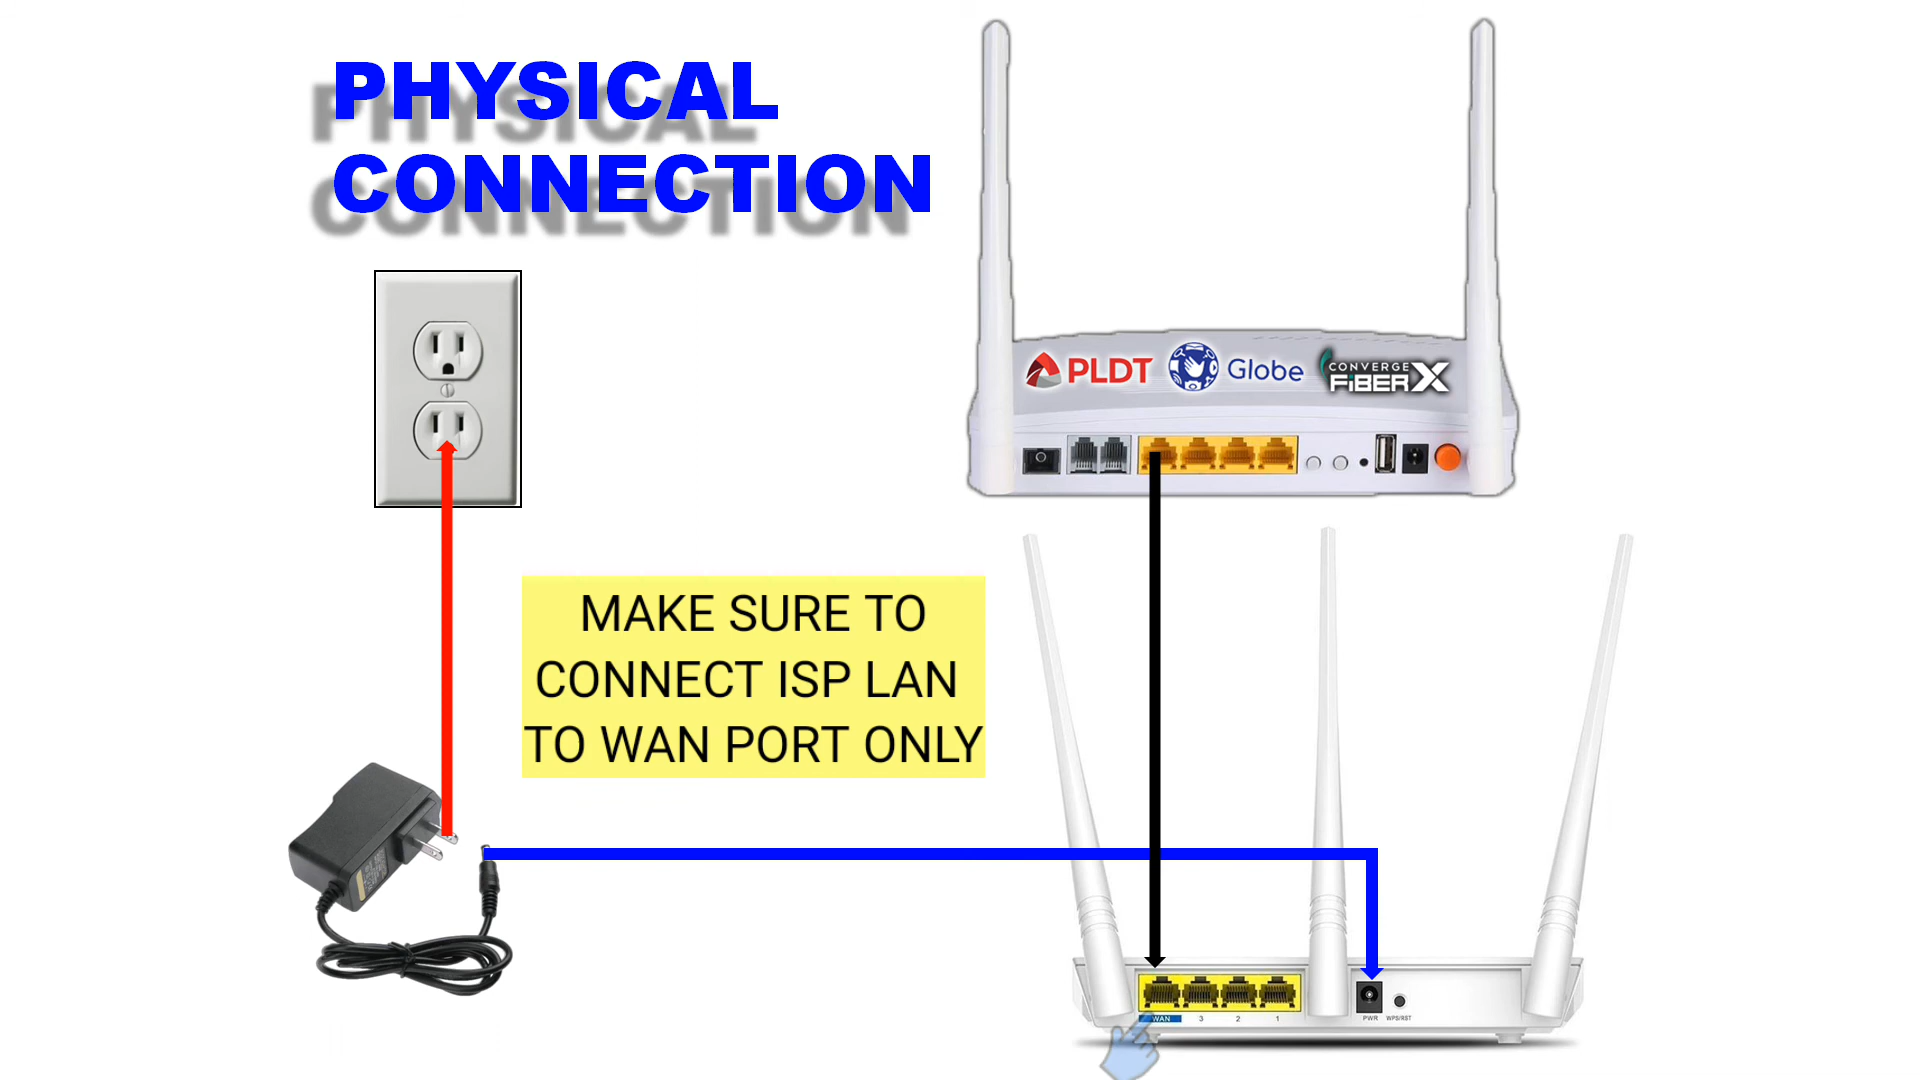 PHYSICAL
CONNECTION
PLDT Globe CONVERGE
FiBER X
MAKE SURE TO
CONNECT ISP LAN
TO WAN PORT ONLY
WAN 3 2 1 PWR WPS/RST